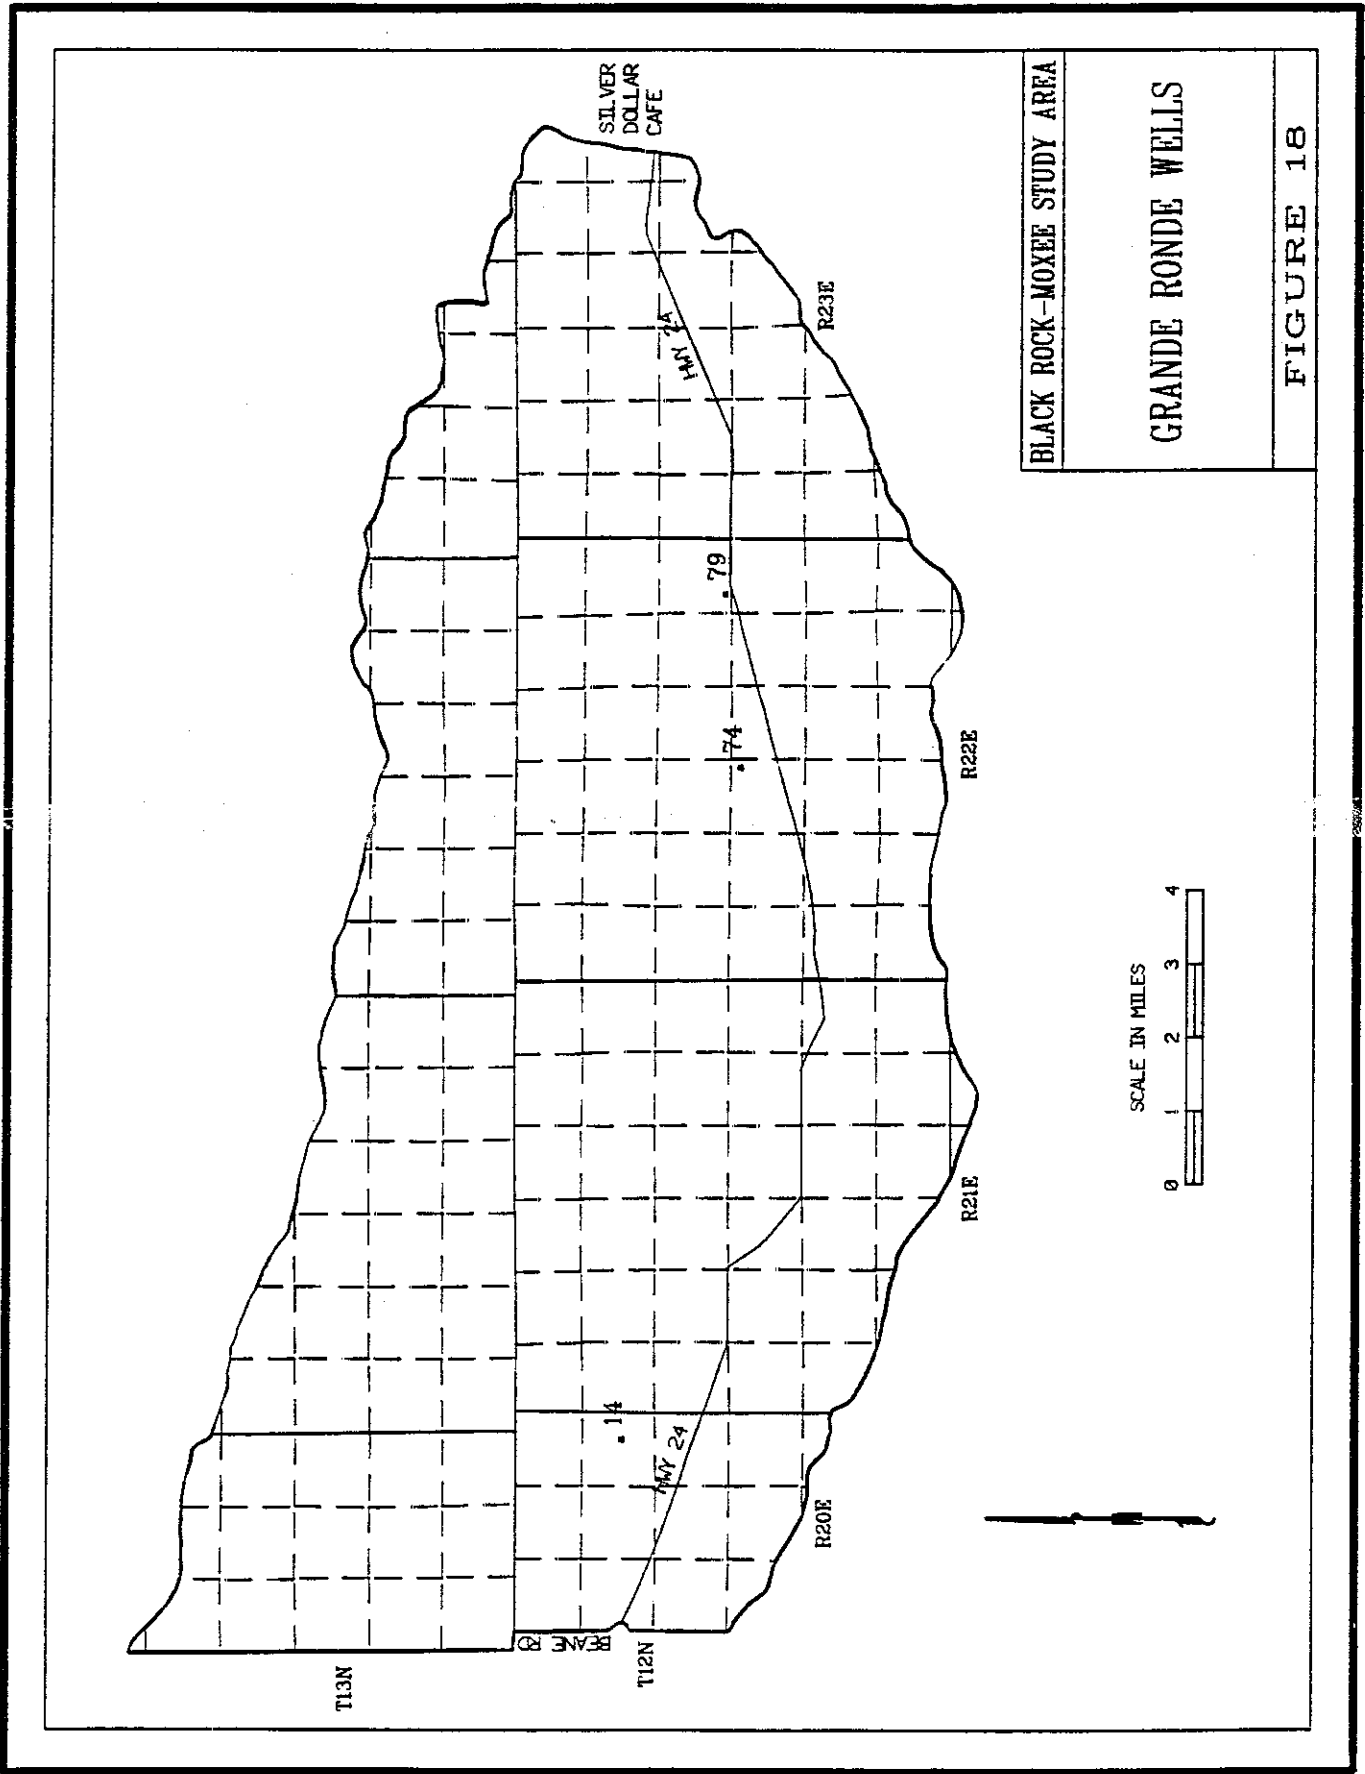 SILVER
DOLLAR
CAFE
HWY 24
79
74
14
HWY 24
BEANE RD
T13N
T12N
R20E
R21E
R22E
R23E
SCALE IN MILES
0 1 2 3 4
N
BLACK ROCK-MOXEE STUDY AREA
GRANDE RONDE WELLS
FIGURE 18